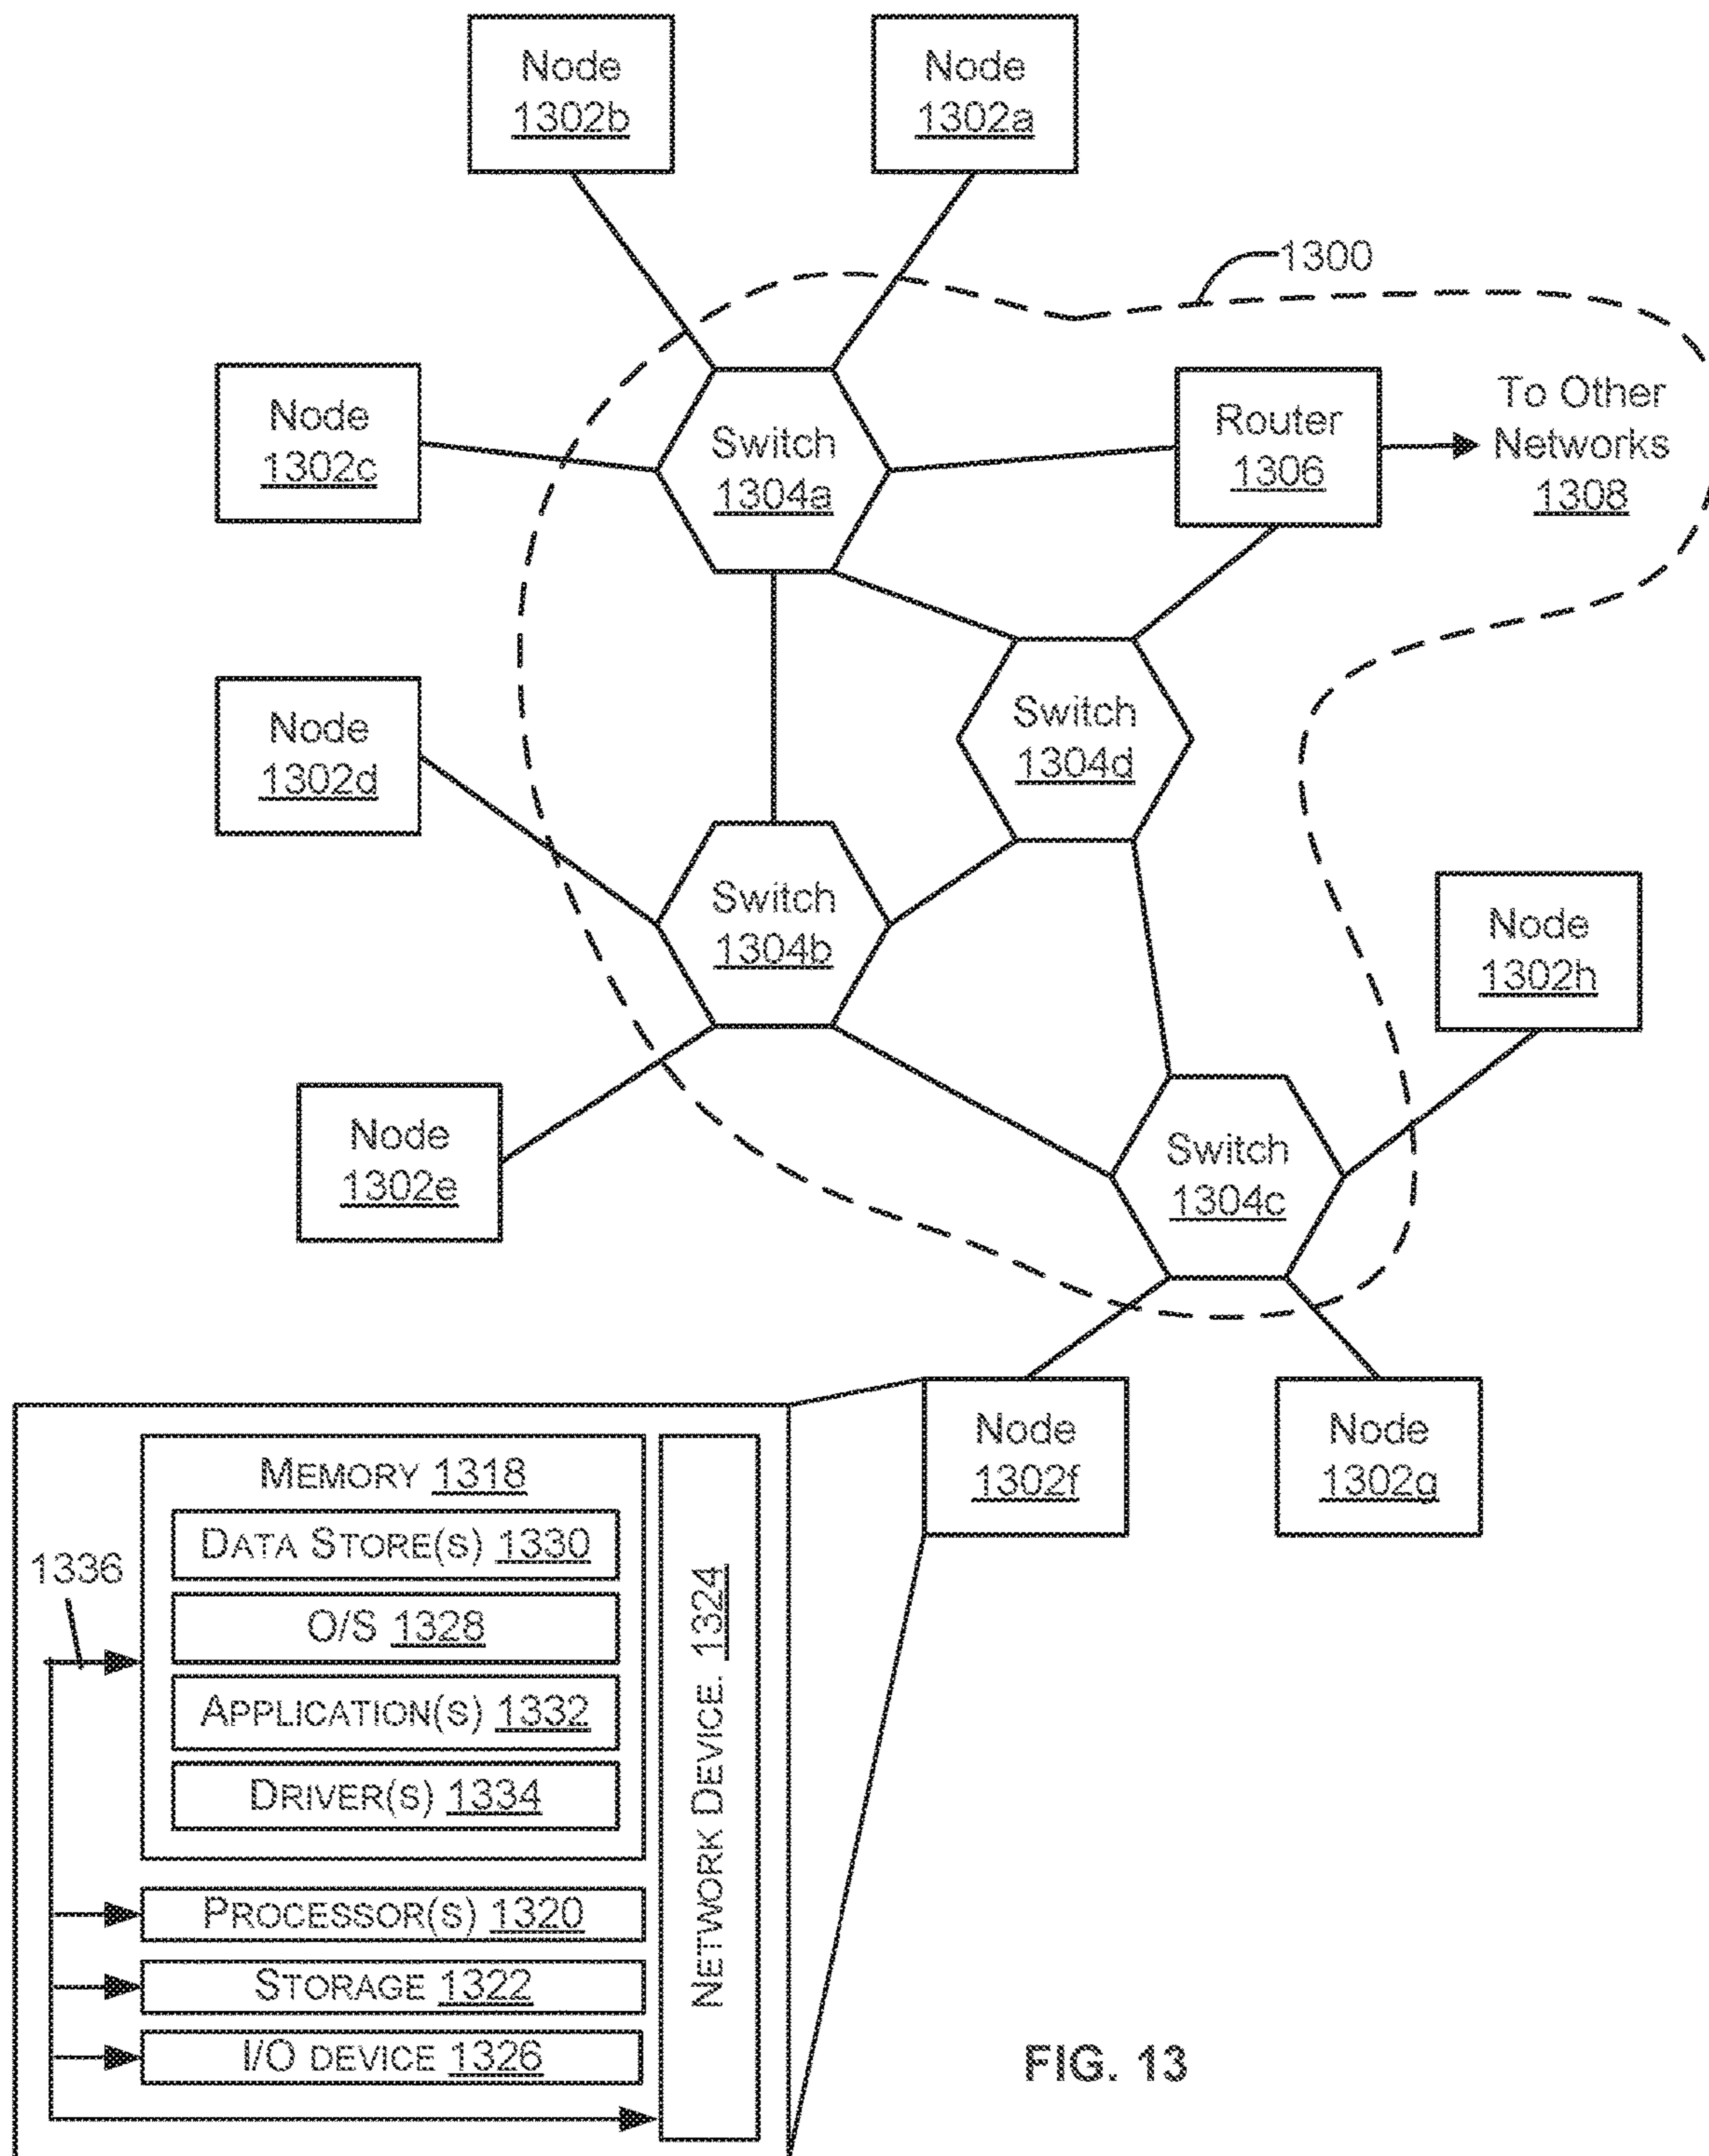 Node
1302b
Node
1302a
1300
Node
1302c
Switch
1304a
Router
1306
To Other
Networks
1308
Node
1302d
Switch
1304d
Switch
1304b
Node
1302h
Node
1302e
Switch
1304c
Node
1302f
Node
1302g
MEMORY 1318
DATA STORE(S) 1330
1336
O/S 1328
APPLICATION(S) 1332
DRIVER(S) 1334
NETWORK DEVICE. 1324
PROCESSOR(S) 1320
STORAGE 1322
I/O DEVICE 1326
FIG. 13